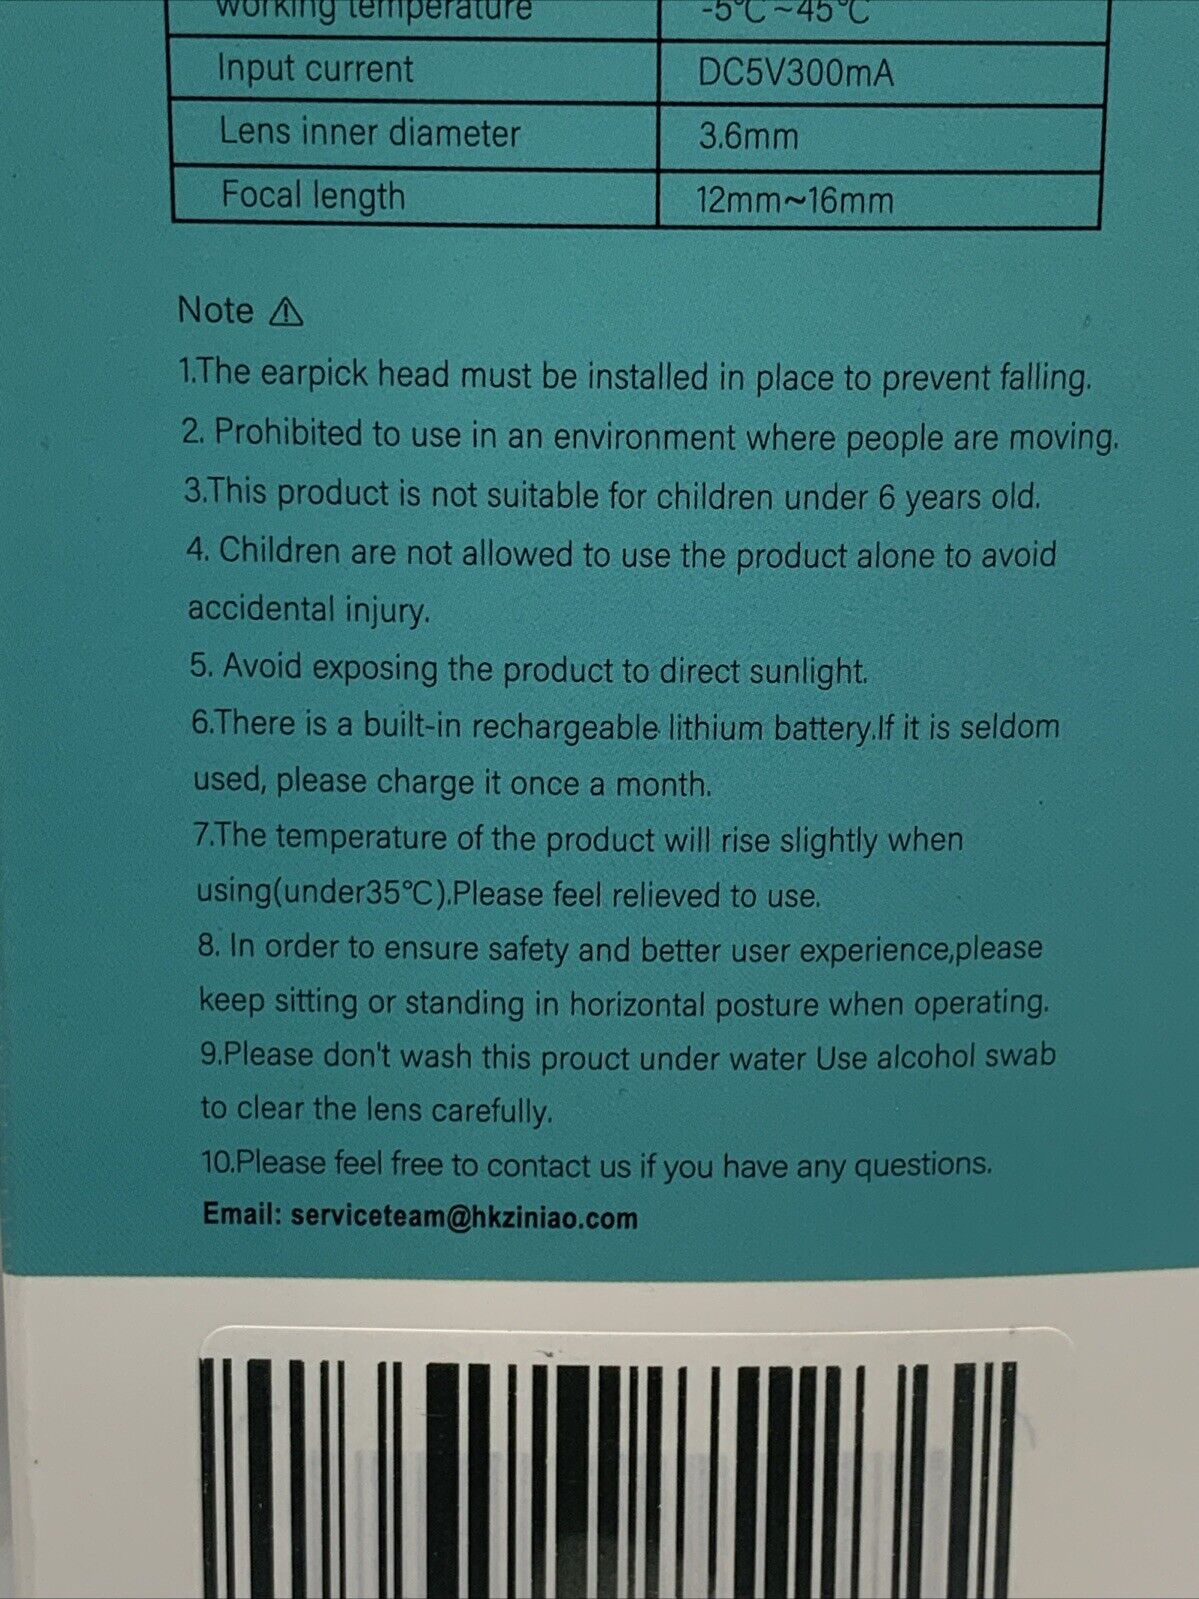 working temperature -5°C~45°C
Input current DC5V300mA
Lens inner diameter 3.6mm
Focal length 12mm~16mm
Note ⚠
1.The earpick head must be installed in place to prevent falling.
2. Prohibited to use in an environment where people are moving.
3.This product is not suitable for children under 6 years old.
4. Children are not allowed to use the product alone to avoid
accidental injury.
5. Avoid exposing the product to direct sunlight.
6.There is a built-in rechargeable lithium battery.If it is seldom
used, please charge it once a month.
7.The temperature of the product will rise slightly when
using(under35℃).Please feel relieved to use.
8. In order to ensure safety and better user experience,please
keep sitting or standing in horizontal posture when operating.
9.Please don't wash this prouct under water Use alcohol swab
to clear the lens carefully.
10.Please feel free to contact us if you have any questions.
Email: serviceteam@hkziniao.com